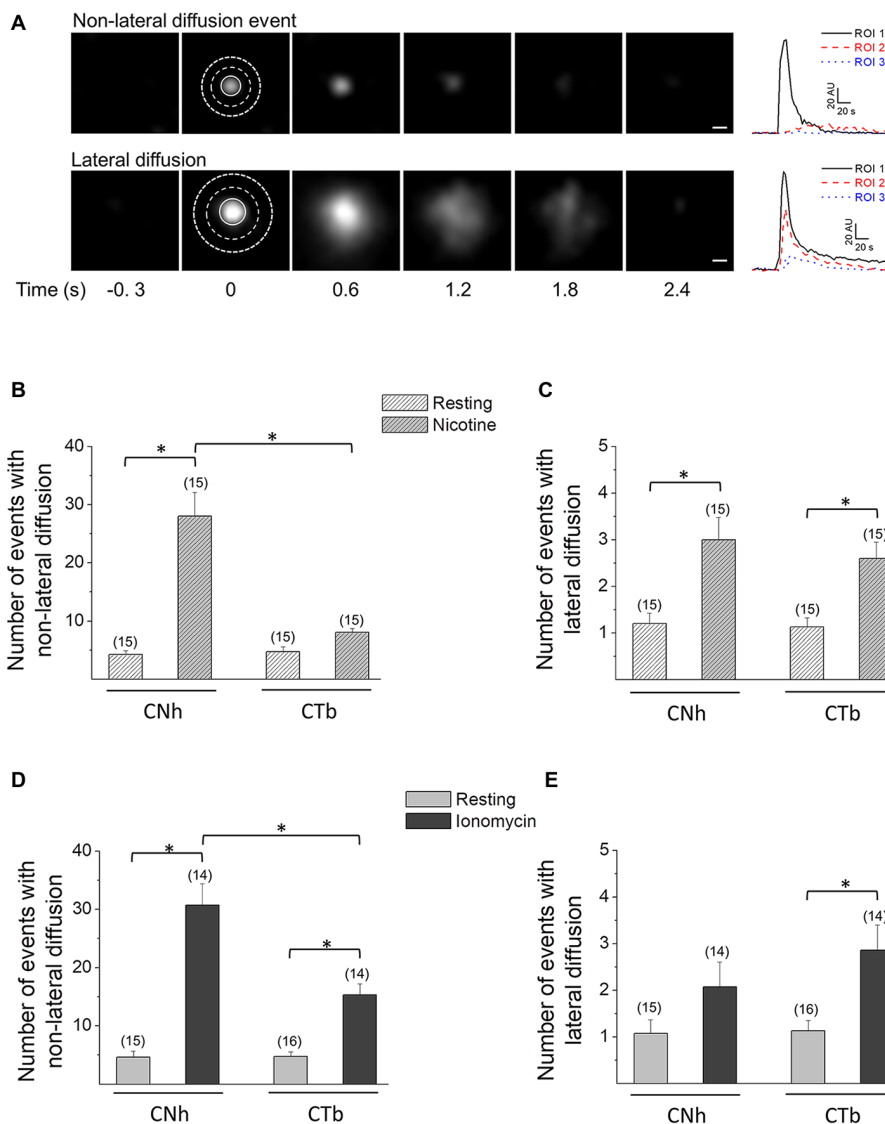 A
Non-lateral diffusion event
ROI 1
ROI 2
ROI 3
20 AU
20 s
Lateral diffusion
ROI 1
ROI 2
ROI 3
20 AU
20 s
Time (s) -0. 3 0 0.6 1.2 1.8 2.4
B
Resting
Nicotine
Number of events with
non-lateral diffusion
40
30
20
10
*
*
(15)
(15)
(15)
(15)
CNh
CTb
C
Number of events with
lateral diffusion
5
4
3
2
1
*
*
(15)
(15)
(15)
(15)
CNh
CTb
D
Resting
Ionomycin
Number of events with
non-lateral diffusion
40
30
20
10
*
*
*
(15)
(14)
(16)
(14)
CNh
CTb
E
Number of events with
lateral diffusion
5
4
3
2
1
*
(15)
(14)
(16)
(14)
CNh
CTb